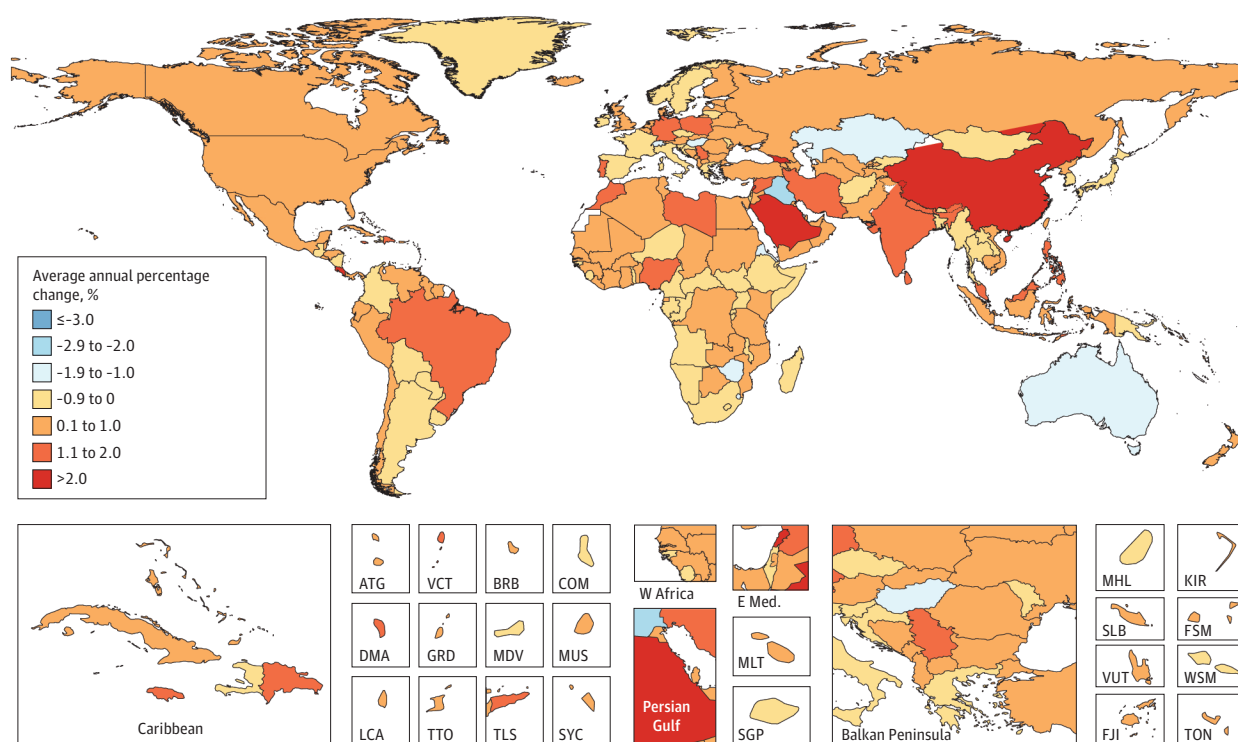 Average annual percentage
change, %
≤–3.0
–2.9 to –2.0
–1.9 to –1.0
–0.9 to 0
0.1 to 1.0
1.1 to 2.0
>2.0
Caribbean
ATG
VCT
BRB
COM
DMA
GRD
MDV
MUS
LCA
TTO
TLS
SYC
W Africa
E Med.
Persian
Gulf
MLT
SGP
Balkan Peninsula
MHL
KIR
SLB
FSM
VUT
WSM
FJI
TON